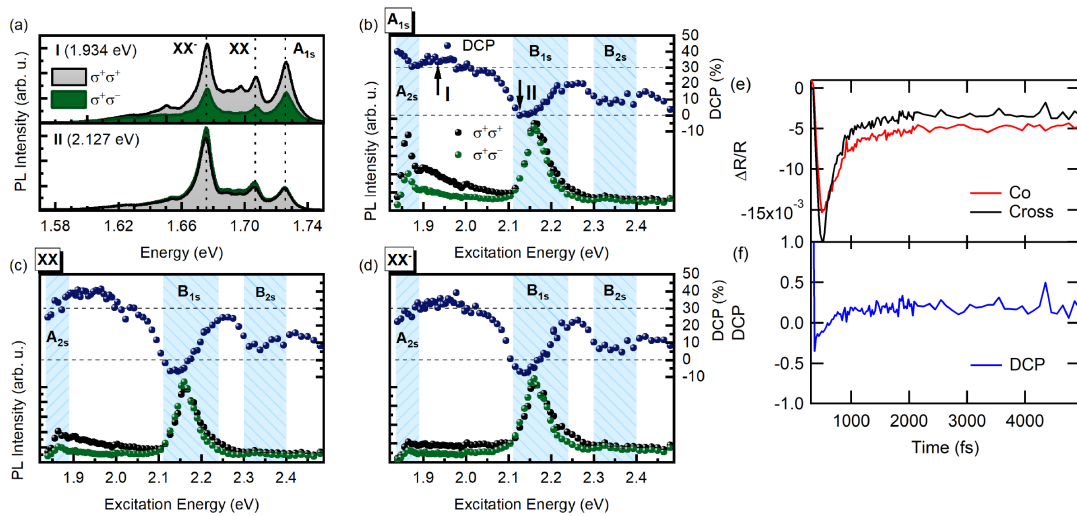 (a)
XX⁻ XX A₁ₛ
I (1.934 eV)
σ⁺σ⁺
σ⁺σ⁻
II (2.127 eV)
PL Intensity (arb. u.)
1.58 1.62 1.66 1.70 1.74
Energy (eV)
(b) A₁ₛ
DCP B₁ₛ B₂ₛ
A₂ₛ
I II
σ⁺σ⁺
σ⁺σ⁻
PL Intensity (arb. u.)
50
40
30
20
10
0
-10
DCP (%)
1.9 2.0 2.1 2.2 2.3 2.4
Excitation Energy (eV)
(c) XX
B₁ₛ B₂ₛ
A₂ₛ
PL Intensity (arb. u.)
1.9 2.0 2.1 2.2 2.3 2.4
Excitation Energy (eV)
(d) XX⁻
B₁ₛ B₂ₛ
A₂ₛ
50
40
30
20
10
0
-10
DCP (%)
1.9 2.0 2.1 2.2 2.3 2.4
Excitation Energy (eV)
(e)
0
-5
-10
-15x10⁻³
ΔR/R
Co
Cross
(f)
1.0
0.5
0.0
-0.5
-1.0
DCP
DCP
1000 2000 3000 4000
Time (fs)